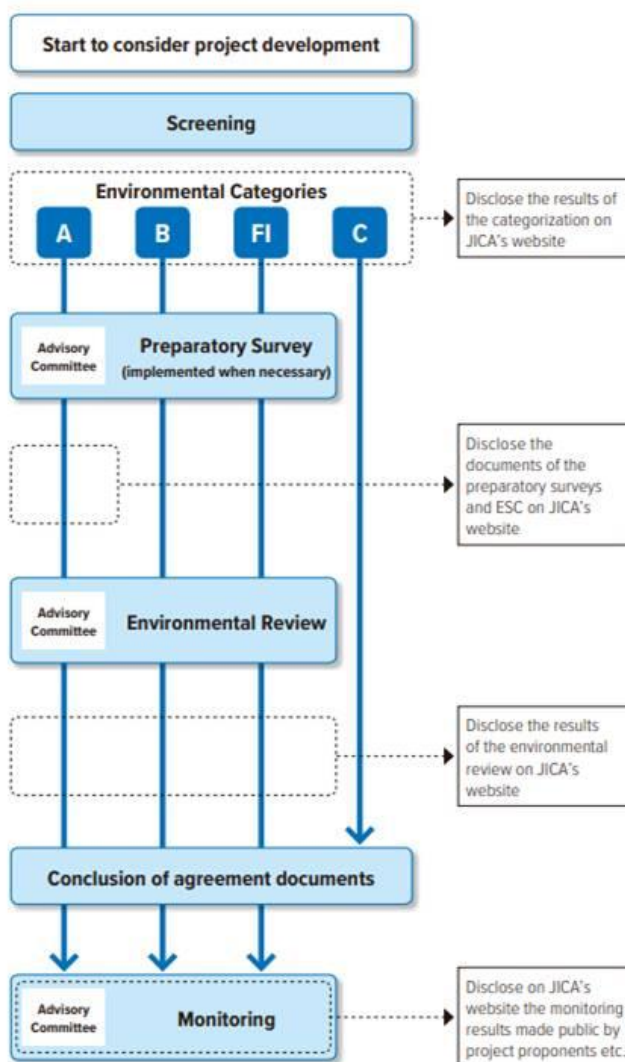 Start to consider project development
Screening
Environmental Categories
A
B
FI
C
Disclose the results of
the categorization on
JICA's website
Advisory
Committee
Preparatory Survey
(implemented when necessary)
Disclose the
documents of the
preparatory surveys
and ESC on JICA's
website
Advisory
Committee
Environmental Review
Disclose the results
of the environmental
review on JICA's
website
Conclusion of agreement documents
Advisory
Committee
Monitoring
Disclose on JICA's
website the monitoring
results made public by
project proponents etc